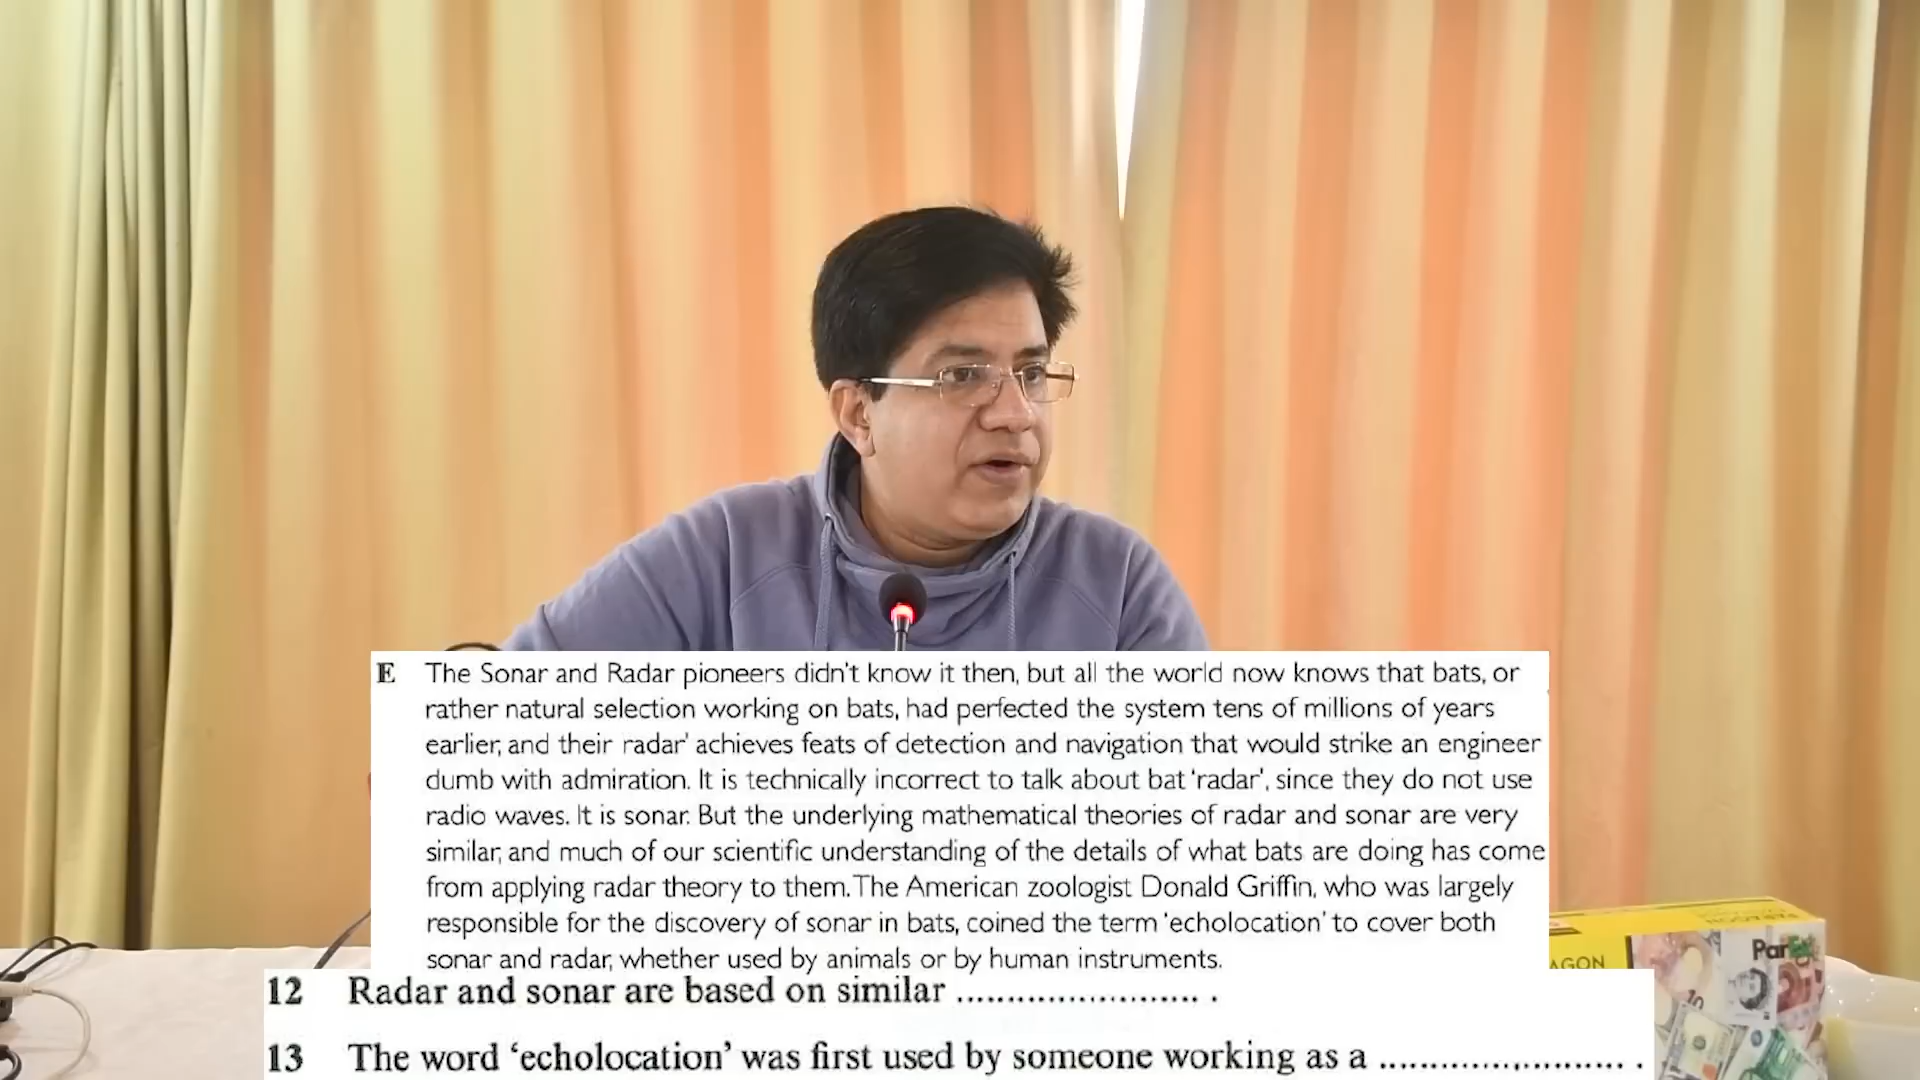 E The Sonar and Radar pioneers didn't know it then, but all the world now knows that bats, or
rather natural selection working on bats, had perfected the system tens of millions of years
earlier, and their radar' achieves feats of detection and navigation that would strike an engineer
dumb with admiration. It is technically incorrect to talk about bat 'radar', since they do not use
radio waves. It is sonar. But the underlying mathematical theories of radar and sonar are very
similar, and much of our scientific understanding of the details of what bats are doing has come
from applying radar theory to them. The American zoologist Donald Griffin, who was largely
responsible for the discovery of sonar in bats, coined the term 'echolocation' to cover both
sonar and radar, whether used by animals or by human instruments.
12 Radar and sonar are based on similar ........................ .
13 The word 'echolocation' was first used by someone working as a ........................ .
AGON